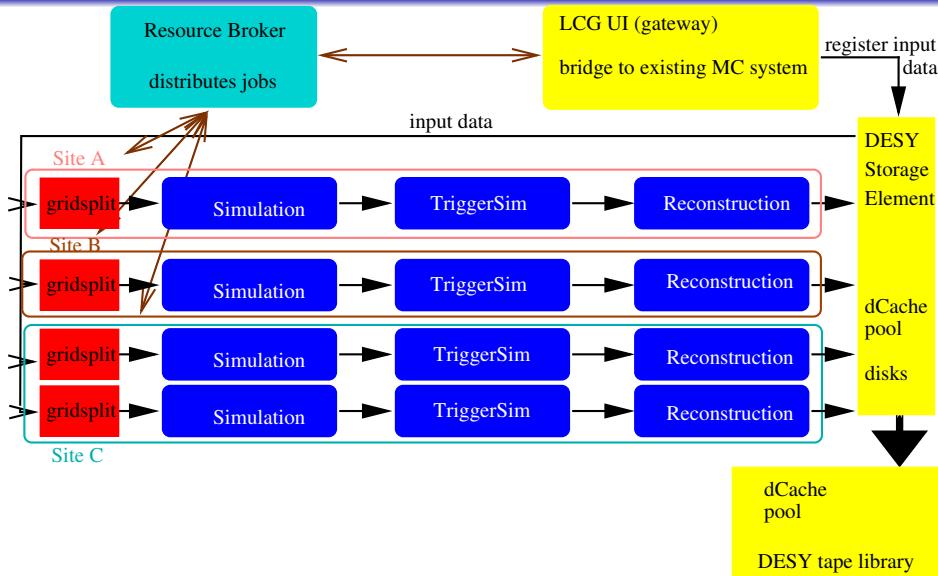 Resource Broker
distributes jobs
LCG UI (gateway)
bridge to existing MC system
register input
data
input data
DESY
Storage
Element
Site A
gridsplit
Simulation
TriggerSim
Reconstruction
Site B
gridsplit
Simulation
TriggerSim
Reconstruction
dCache
pool
disks
gridsplit
Simulation
TriggerSim
Reconstruction
gridsplit
Simulation
TriggerSim
Reconstruction
Site C
dCache
pool
DESY tape library